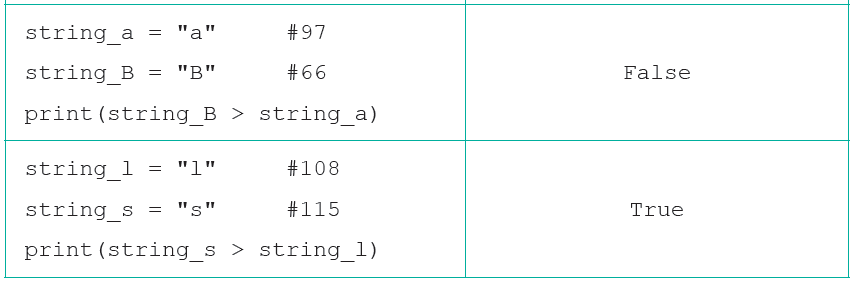 string_a = "a"     #97
string_B = "B"     #66
print(string_B > string_a)
False
string_l = "l"     #108
string_s = "s"     #115
print(string_s > string_l)
True